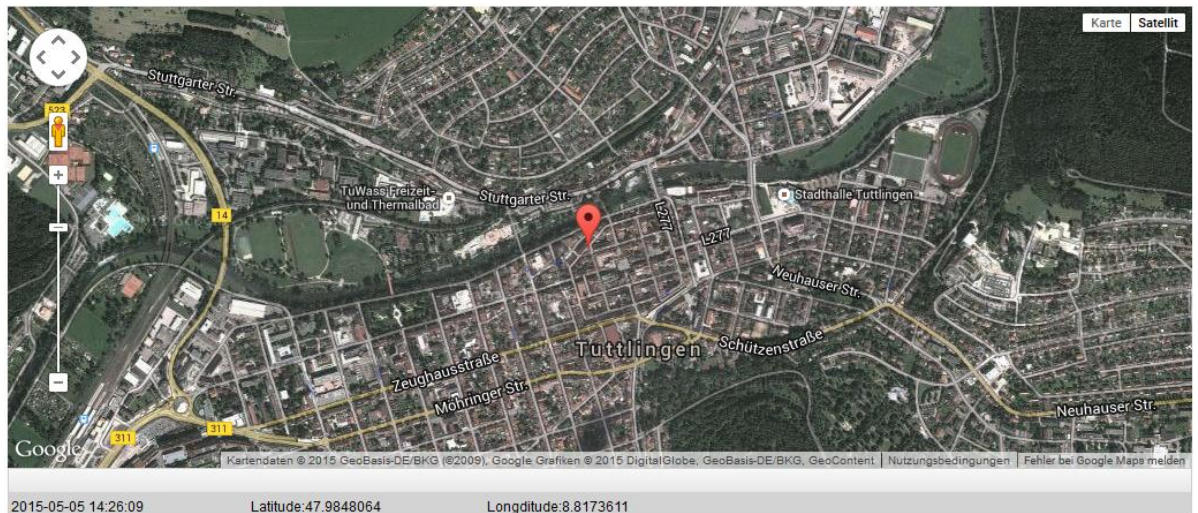 Karte Satellit
Stuttgarter Str.
523
14
TuWass Freizeit-
und Thermalbad
Stuttgarter Str.
Stadthalle Tuttlingen
L277
L277
Neuhauser Str.
Tuttlingen
Schützenstraße
Zeughausstraße
Möhringer Str.
Neuhauser Str.
311
311
Google
Kartendaten © 2015 GeoBasis-DE/BKG (©2009), Google Grafiken © 2015 DigitalGlobe, GeoBasis-DE/BKG, GeoContent Nutzungsbedingungen Fehler bei Google Maps melden
2015-05-05 14:26:09 Latitude:47.9848064 Longditude:8.8173611